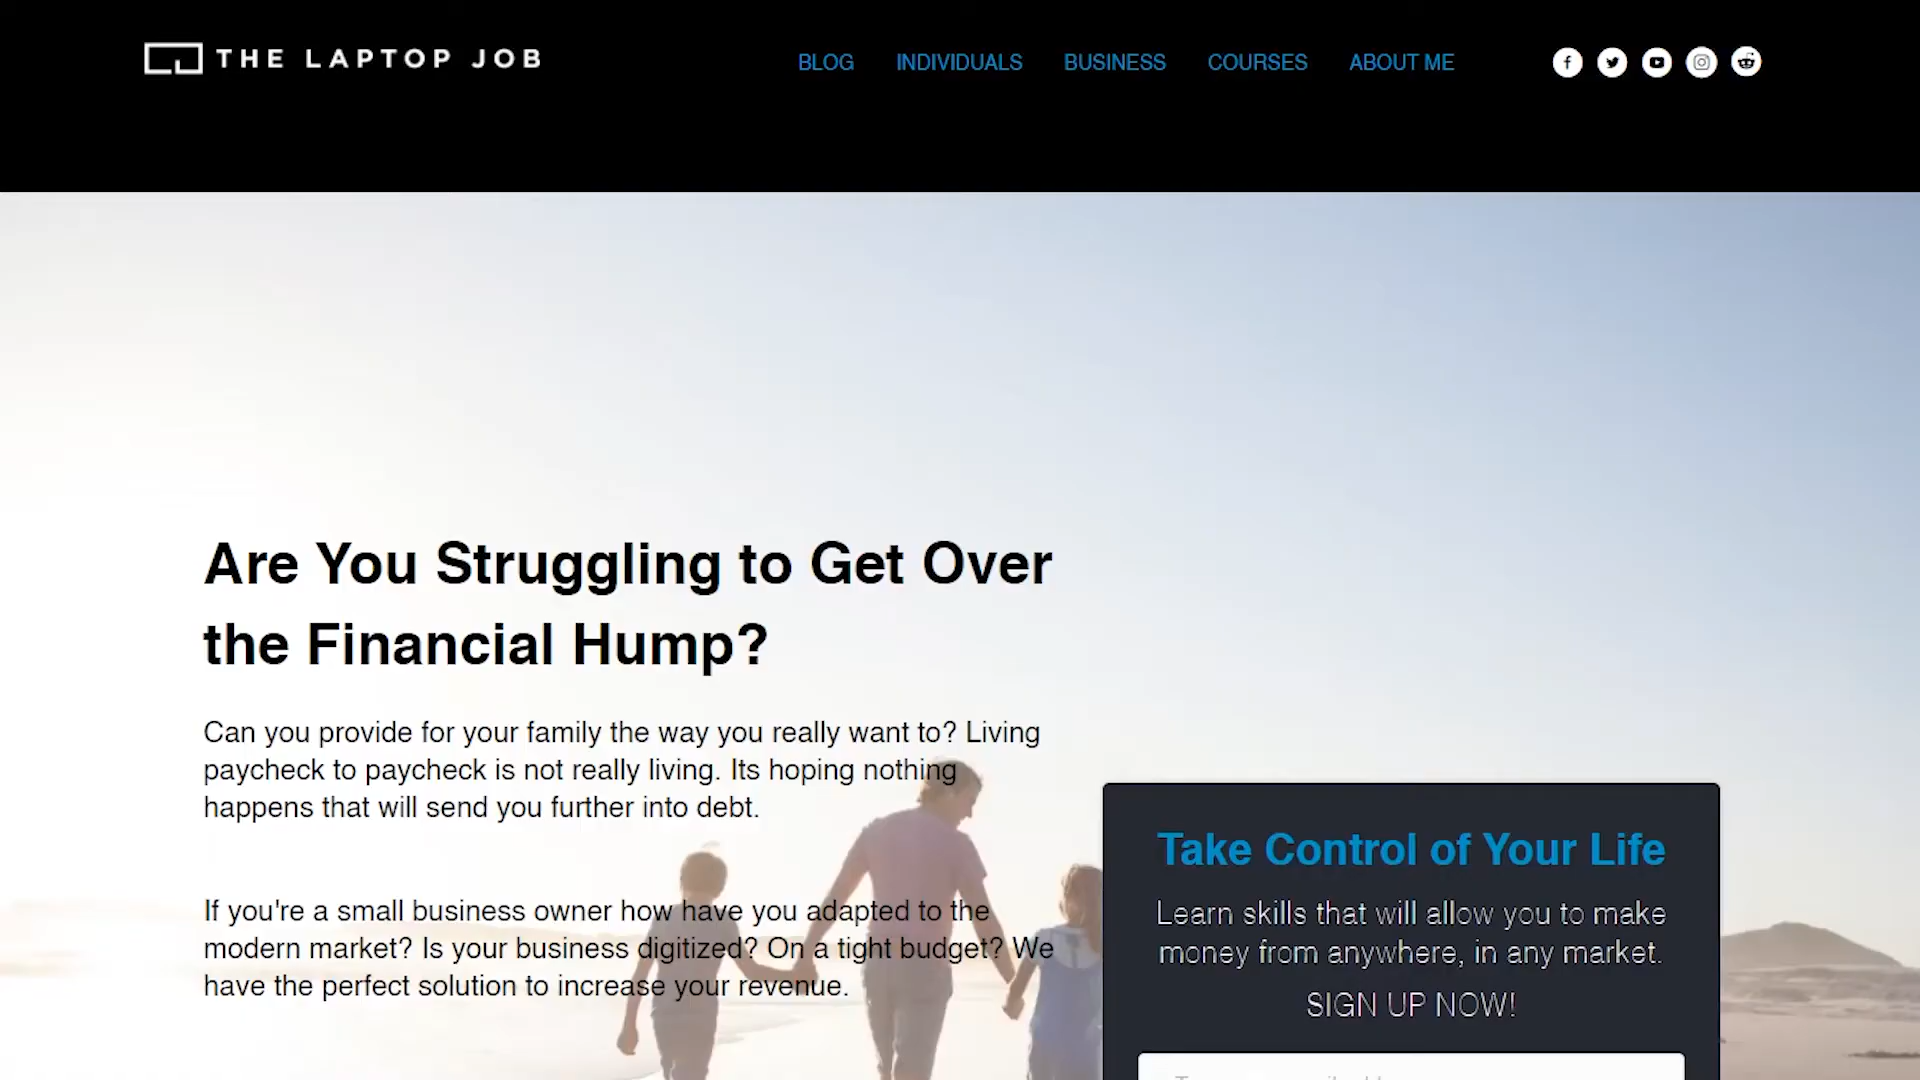 THE LAPTOP JOB
BLOG INDIVIDUALS BUSINESS COURSES ABOUT ME
Are You Struggling to Get Over
the Financial Hump?
Can you provide for your family the way you really want to? Living
paycheck to paycheck is not really living. Its hoping nothing
happens that will send you further into debt.
If you're a small business owner how have you adapted to the
modern market? Is your business digitized? On a tight budget? We
have the perfect solution to increase your revenue.
Take Control of Your Life
Learn skills that will allow you to make
money from anywhere, in any market.
SIGN UP NOW!